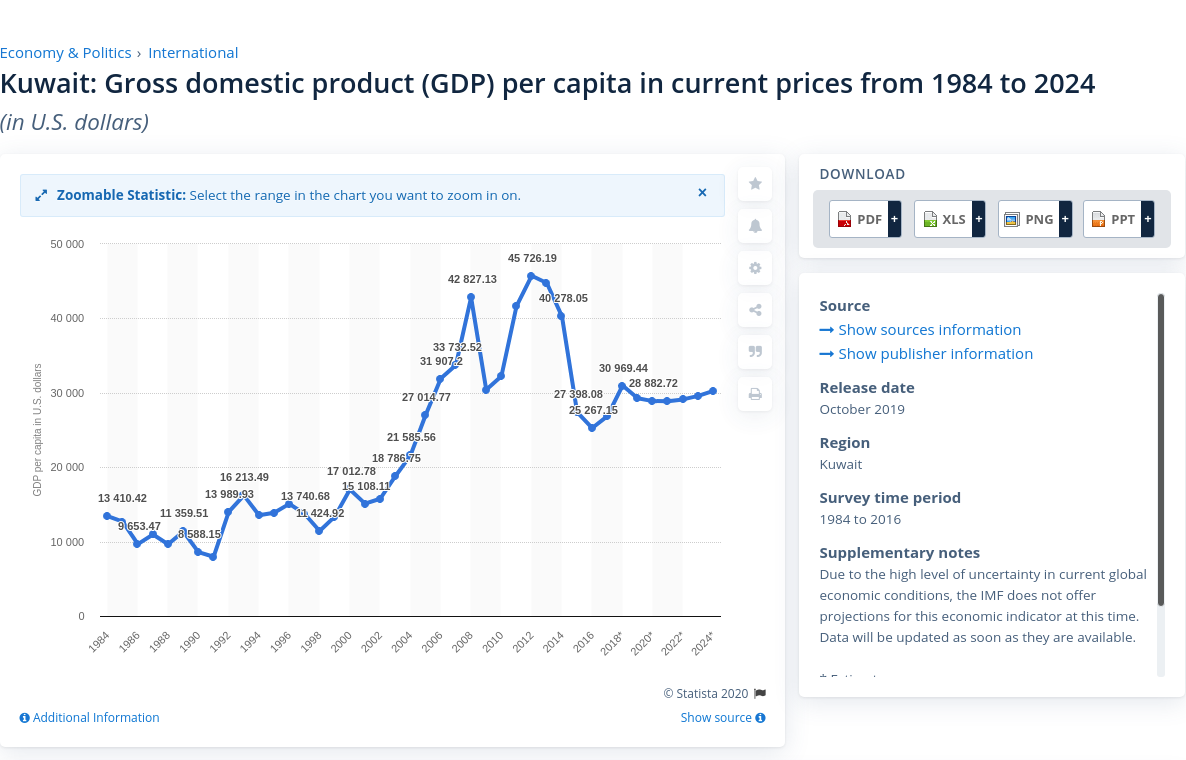 Economy & Politics › International
Kuwait: Gross domestic product (GDP) per capita in current prices from 1984 to 2024
(in U.S. dollars)
Zoomable Statistic: Select the range in the chart you want to zoom in on. ×
GDP per capita in U.S. dollars
50 000
40 000
30 000
20 000
10 000
0
13 410.42
9 653.47
11 359.51
8 588.15
13 989.93
16 213.49
13 740.68
11 424.92
17 012.78
15 108.11
18 786.75
21 585.56
27 014.77
31 907.2
33 732.52
42 827.13
45 726.19
40 278.05
27 398.08
25 267.15
30 969.44
28 882.72
1984
1986
1988
1990
1992
1994
1996
1998
2000
2002
2004
2006
2008
2010
2012
2014
2016
2018*
2020*
2022*
2024*
© Statista 2020
Additional Information
Show source
DOWNLOAD
PDF + XLS + PNG + PPT +
Source
Show sources information
Show publisher information
Release date
October 2019
Region
Kuwait
Survey time period
1984 to 2016
Supplementary notes
Due to the high level of uncertainty in current global
economic conditions, the IMF does not offer
projections for this economic indicator at this time.
Data will be updated as soon as they are available.